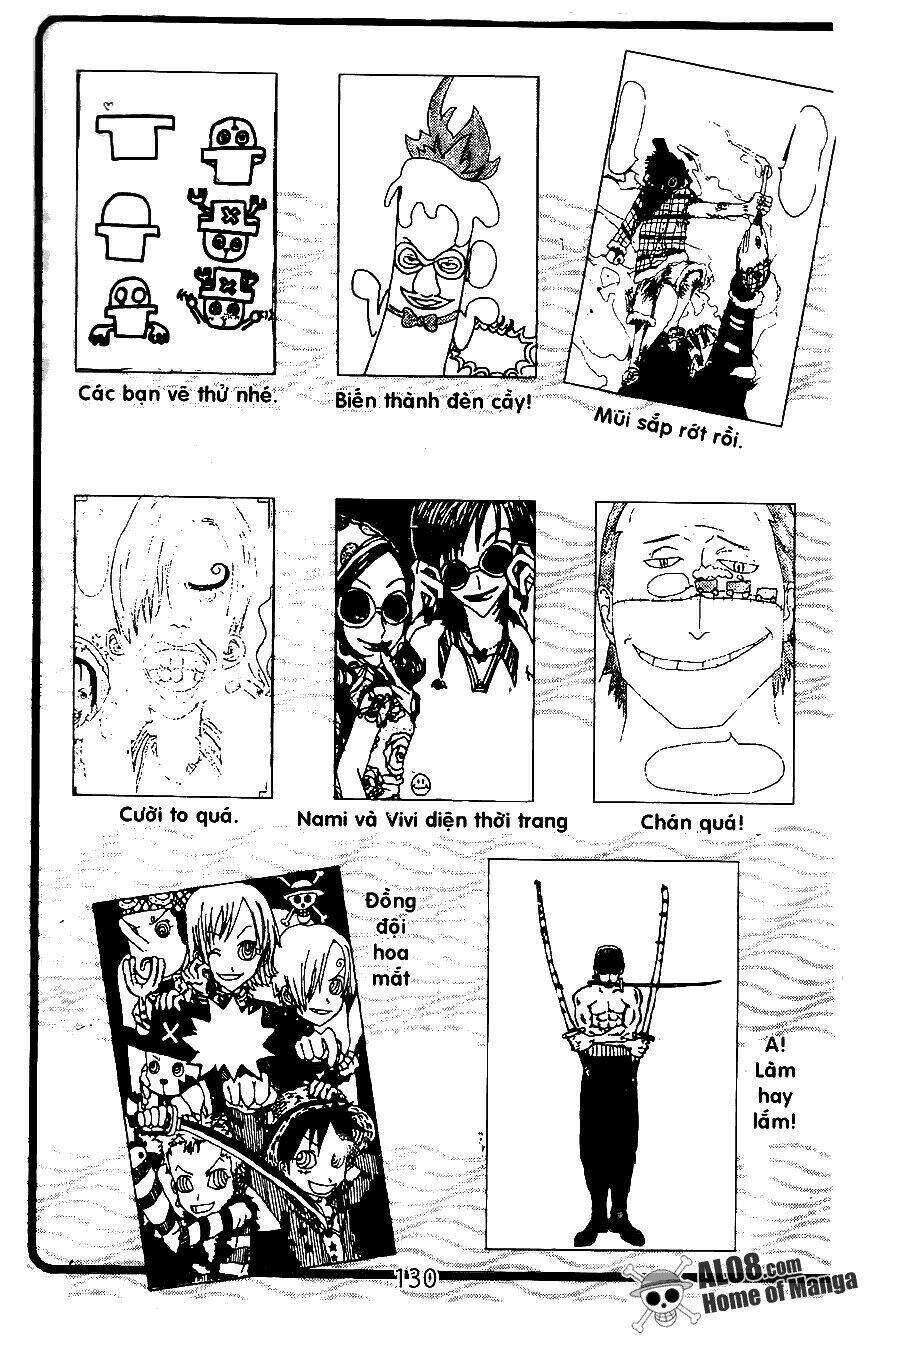 Các bạn vẽ thử nhé.
Biến thành đèn cầy!
Mũi sắp rớt rồi.
Cười to quá.
Nami và Vivi diện thời trang
Chán quá!
Đồng
đội
hoa
mắt
A!
Làm
hay
lắm!
130
ALO8.com
Home of Manga